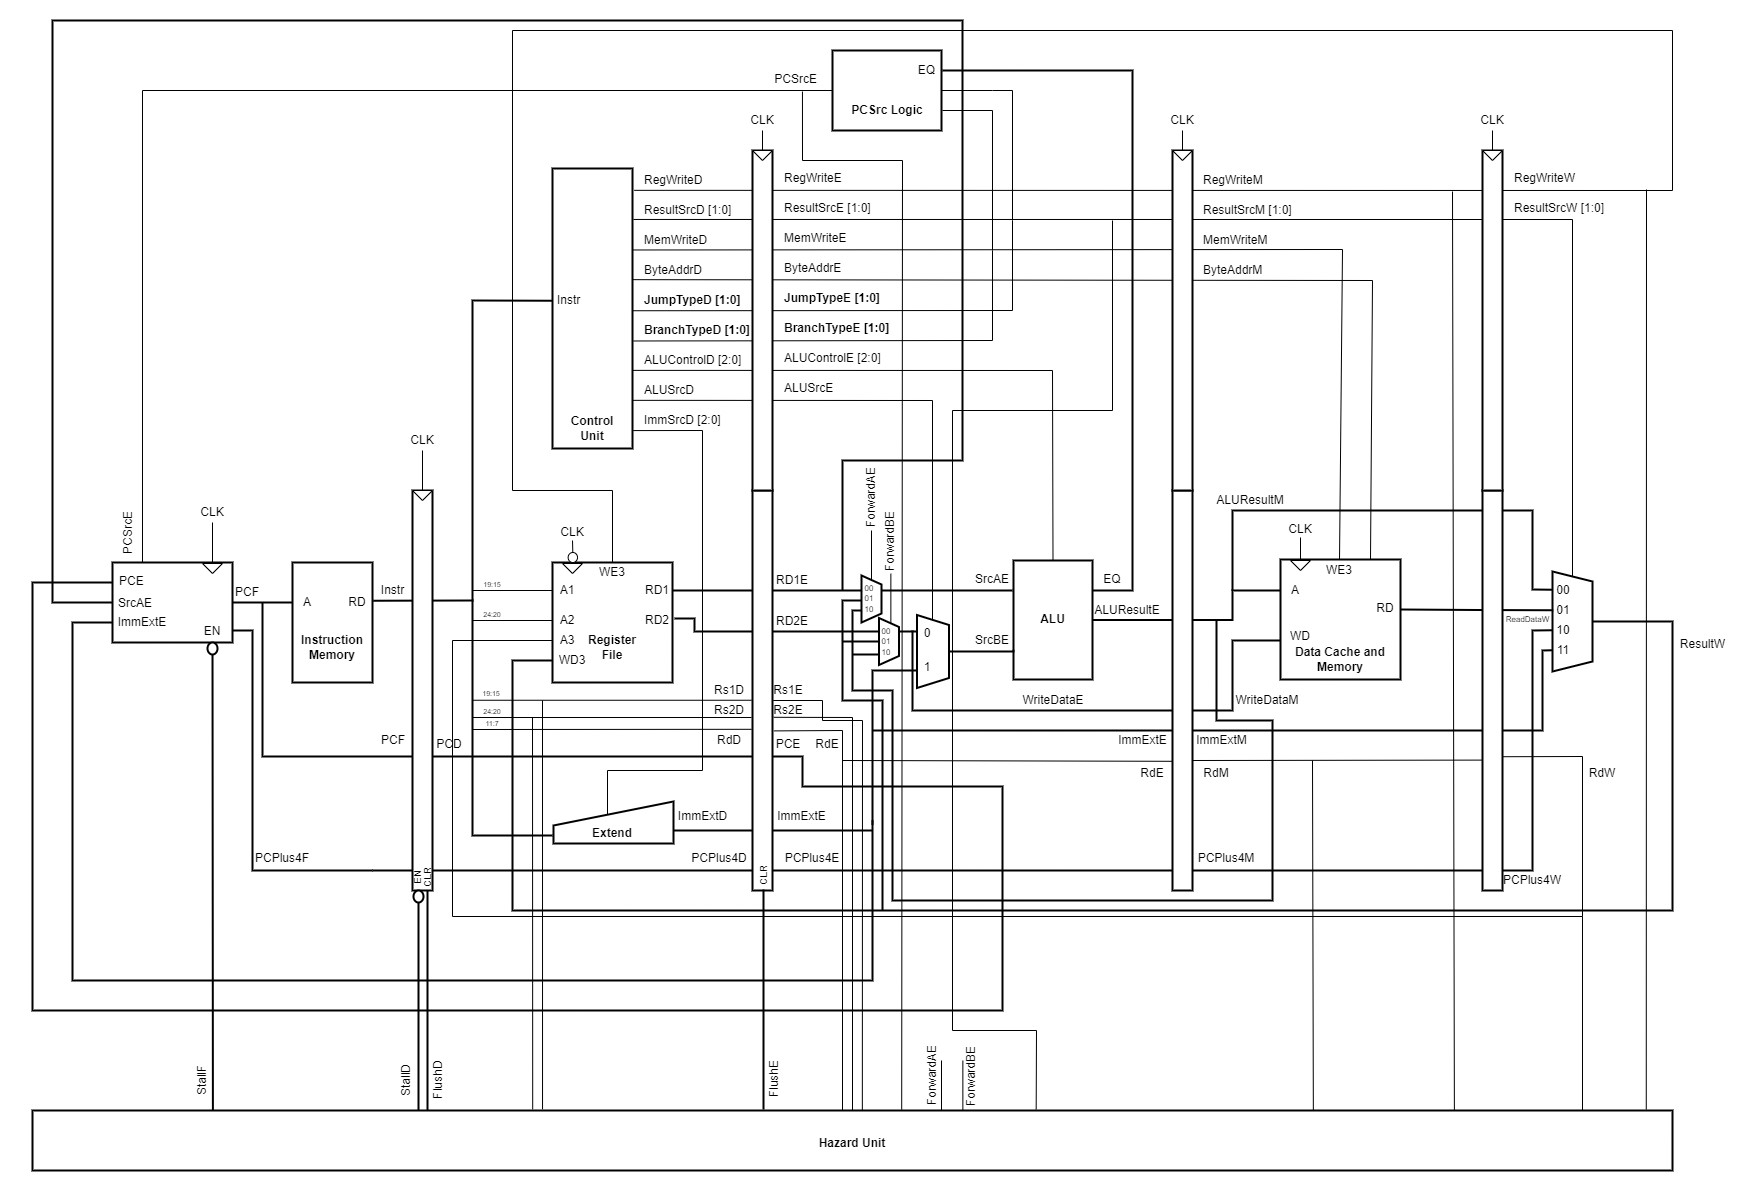 EQ
PCSrcE
PCSrc Logic
CLK
CLK
CLK
RegWriteD
RegWriteE
RegWriteM
RegWriteW
ResultSrcD [1:0]
ResultSrcE [1:0]
ResultSrcM [1:0]
ResultSrcW [1:0]
MemWriteD
MemWriteE
MemWriteM
ByteAddrD
ByteAddrE
ByteAddrM
Instr
JumpTypeD [1:0]
JumpTypeE [1:0]
BranchTypeD [1:0]
BranchTypeE [1:0]
ALUControlD [2:0]
ALUControlE [2:0]
ALUSrcD
ALUSrcE
ImmSrcD [2:0]
Control
Unit
CLK
ForwardAE
ForwardBE
ALUResultM
PCSrcE
CLK
CLK
CLK
PCE
SrcAE
ImmExtE
EN
PCF
A
RD
Instruction
Memory
Instr
19:15
24:20
WE3
A1
A2
A3
WD3
RD1
RD2
Register
File
RD1E
RD2E
00
01
10
00
01
10
0
1
SrcAE
SrcBE
ALU
EQ
ALUResultE
WE3
A
RD
WD
Data Cache and
Memory
00
01
10
11
ReadDataW
ResultW
19:15
24:20
11:7
Rs1D
Rs1E
Rs2D
Rs2E
WriteDataE
WriteDataM
PCF
PCD
RdD
PCE
RdE
ImmExtE
ImmExtM
RdE
RdM
RdW
Extend
ImmExtD
ImmExtE
PCPlus4F
PCPlus4D
PCPlus4E
PCPlus4M
PCPlus4W
EN
CLR
CLR
StallF
StallD
FlushD
FlushE
ForwardAE
ForwardBE
Hazard Unit